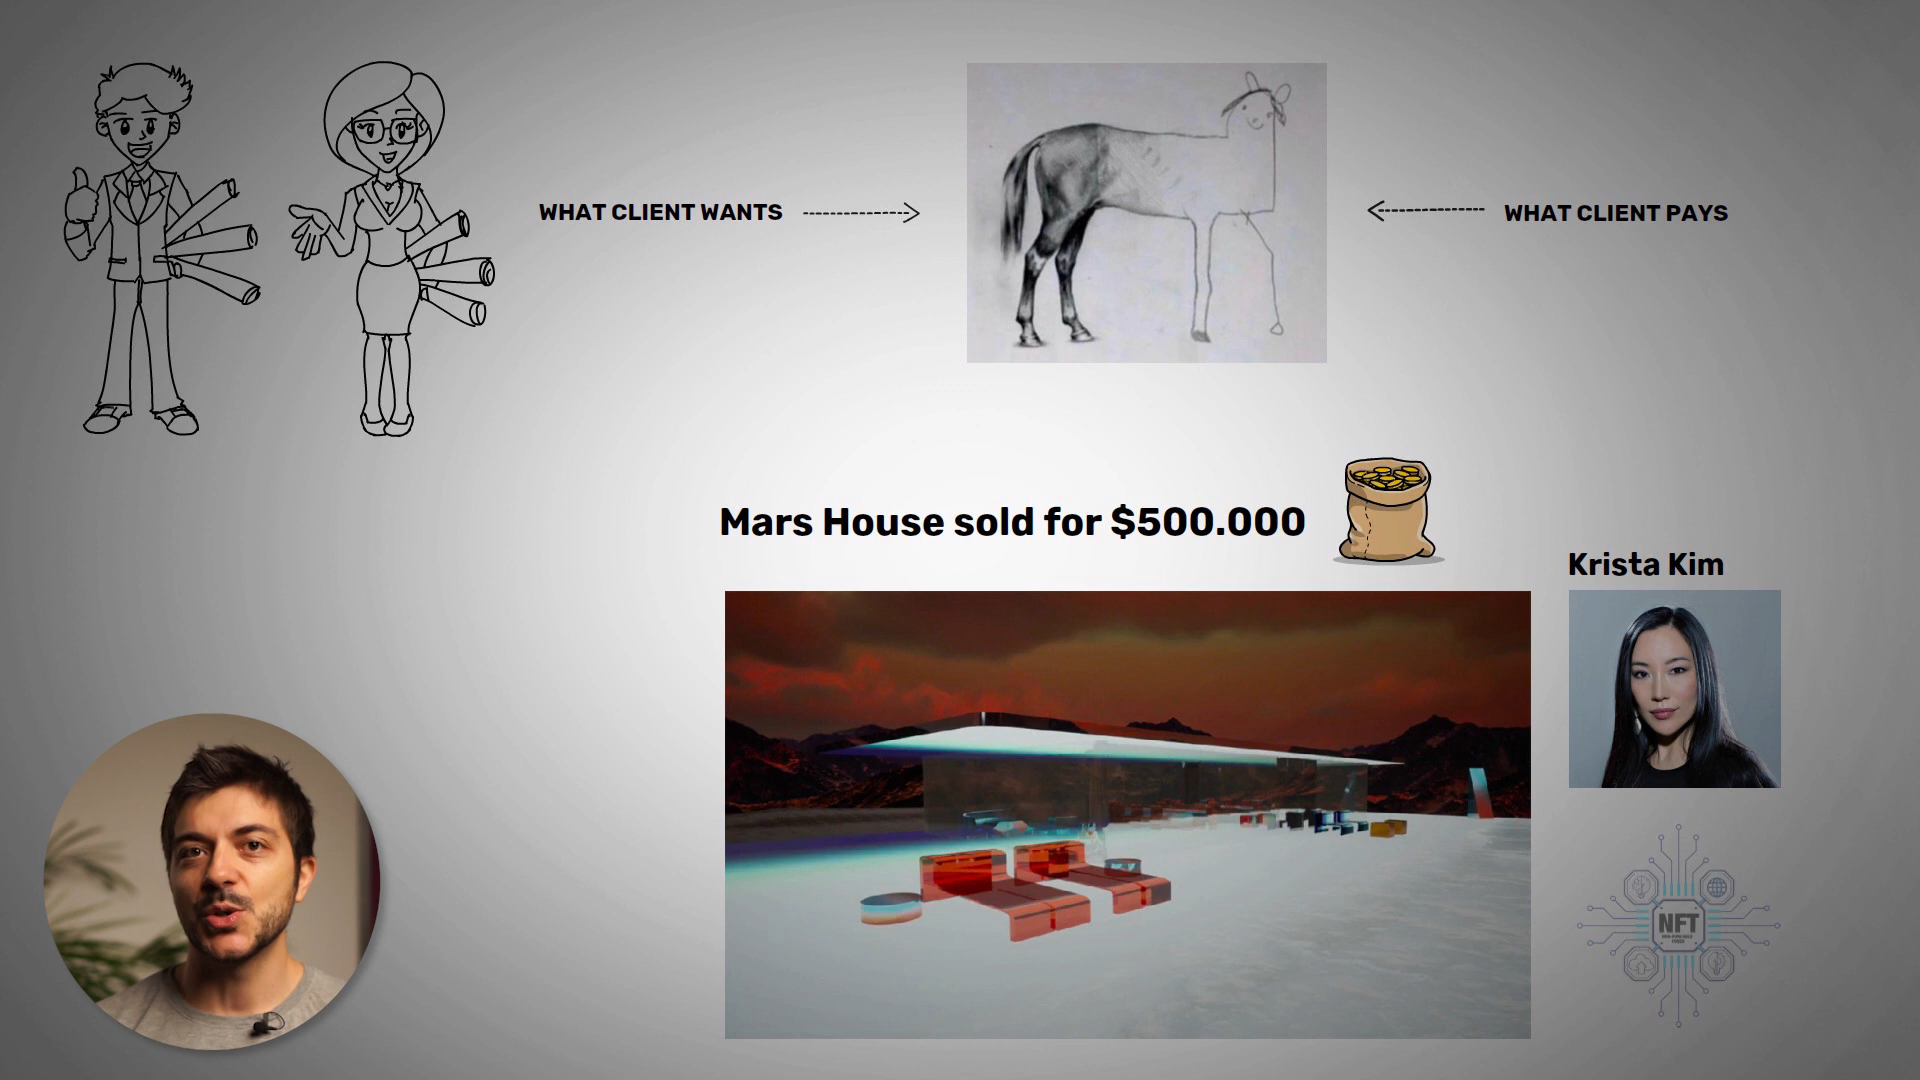 WHAT CLIENT WANTS
WHAT CLIENT PAYS
Mars House sold for $500.000
Krista Kim
NFT